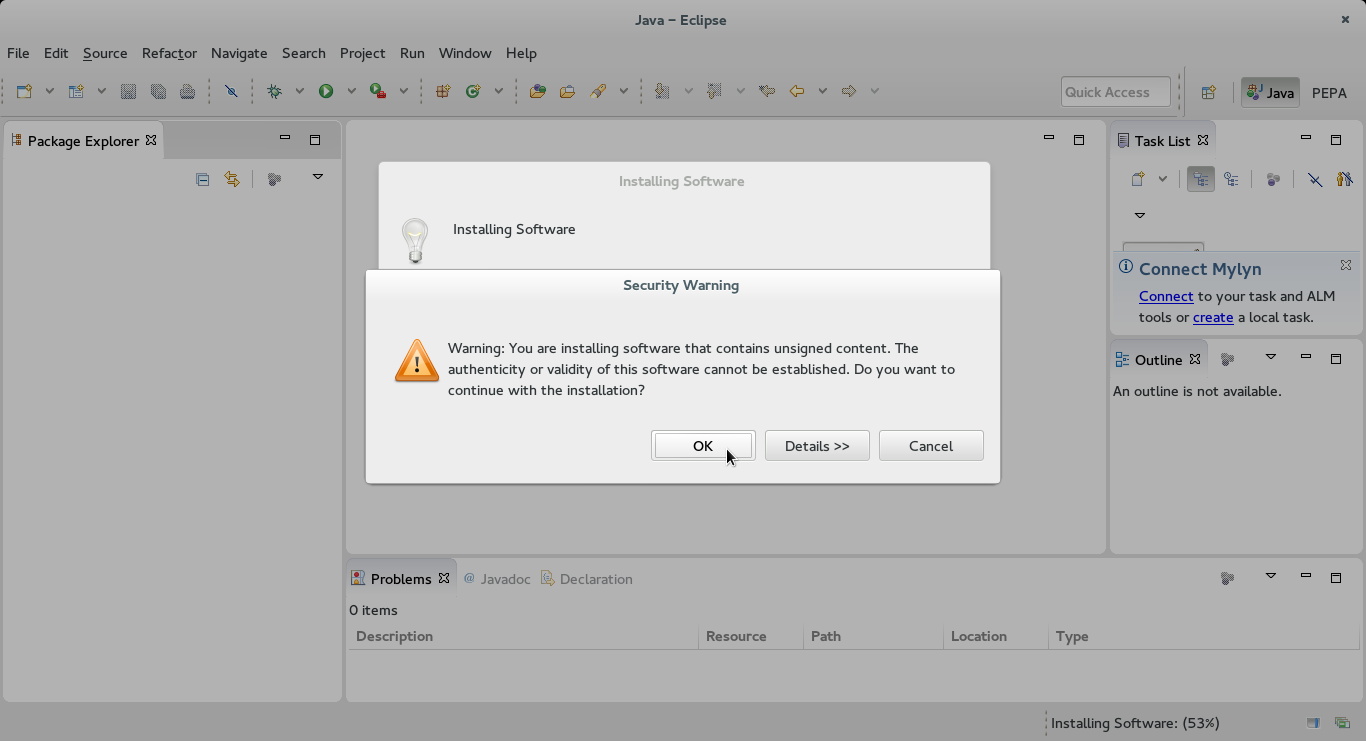 Java – Eclipse
File Edit Source Refactor Navigate Search Project Run Window Help
Quick Access
Java
PEPA
Package Explorer
Installing Software
Installing Software
Security Warning
Warning: You are installing software that contains unsigned content. The
authenticity or validity of this software cannot be established. Do you want to
continue with the installation?
OK
Details >>
Cancel
Task List
Connect Mylyn
Connect to your task and ALM
tools or create a local task.
Outline
An outline is not available.
Problems
@ Javadoc
Declaration
0 items
Description Resource Path Location Type
Installing Software: (53%)